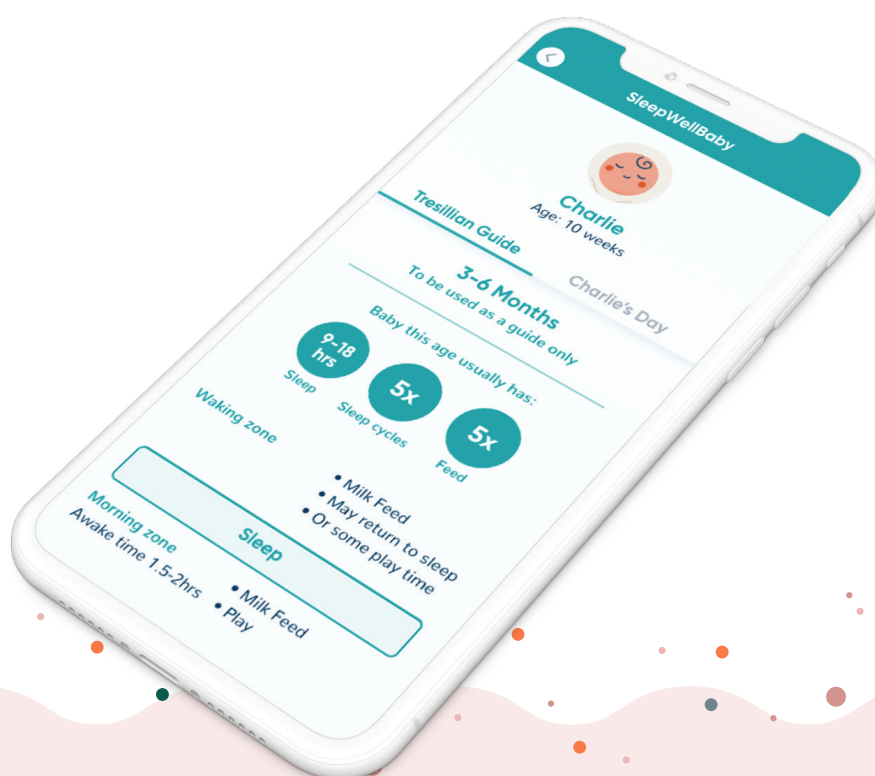 SleepWellBaby
Charlie
Age: 10 weeks
Tresillian Guide
Charlie's Day
3-6 Months
To be used as a guide only
Baby this age usually has:
9-18
hrs
Sleep
5x
Sleep cycles
5x
Feed
Waking zone
• Milk Feed
• May return to sleep
• Or some play time
Sleep
Morning zone
Awake time 1.5-2hrs
• Milk Feed
• Play